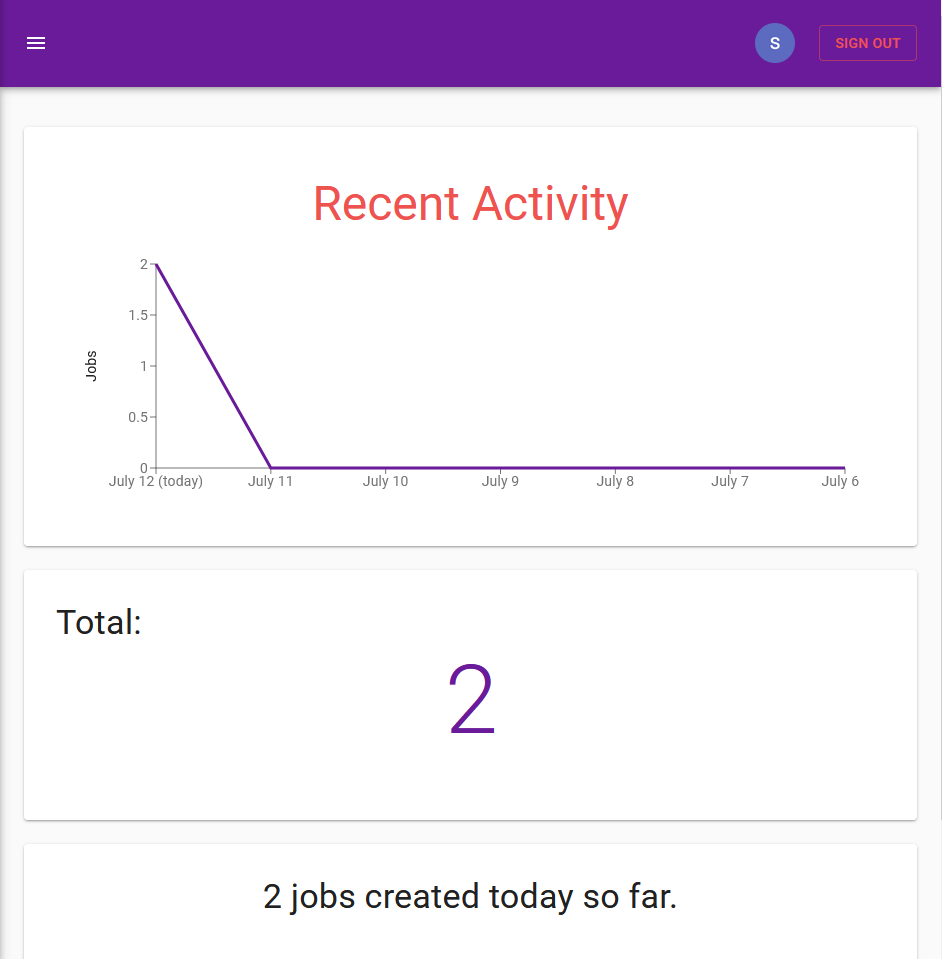 S
SIGN OUT
Recent Activity
2
1.5
1
0.5
0
Jobs
July 12 (today) July 11 July 10 July 9 July 8 July 7 July 6
Total:
2
2 jobs created today so far.